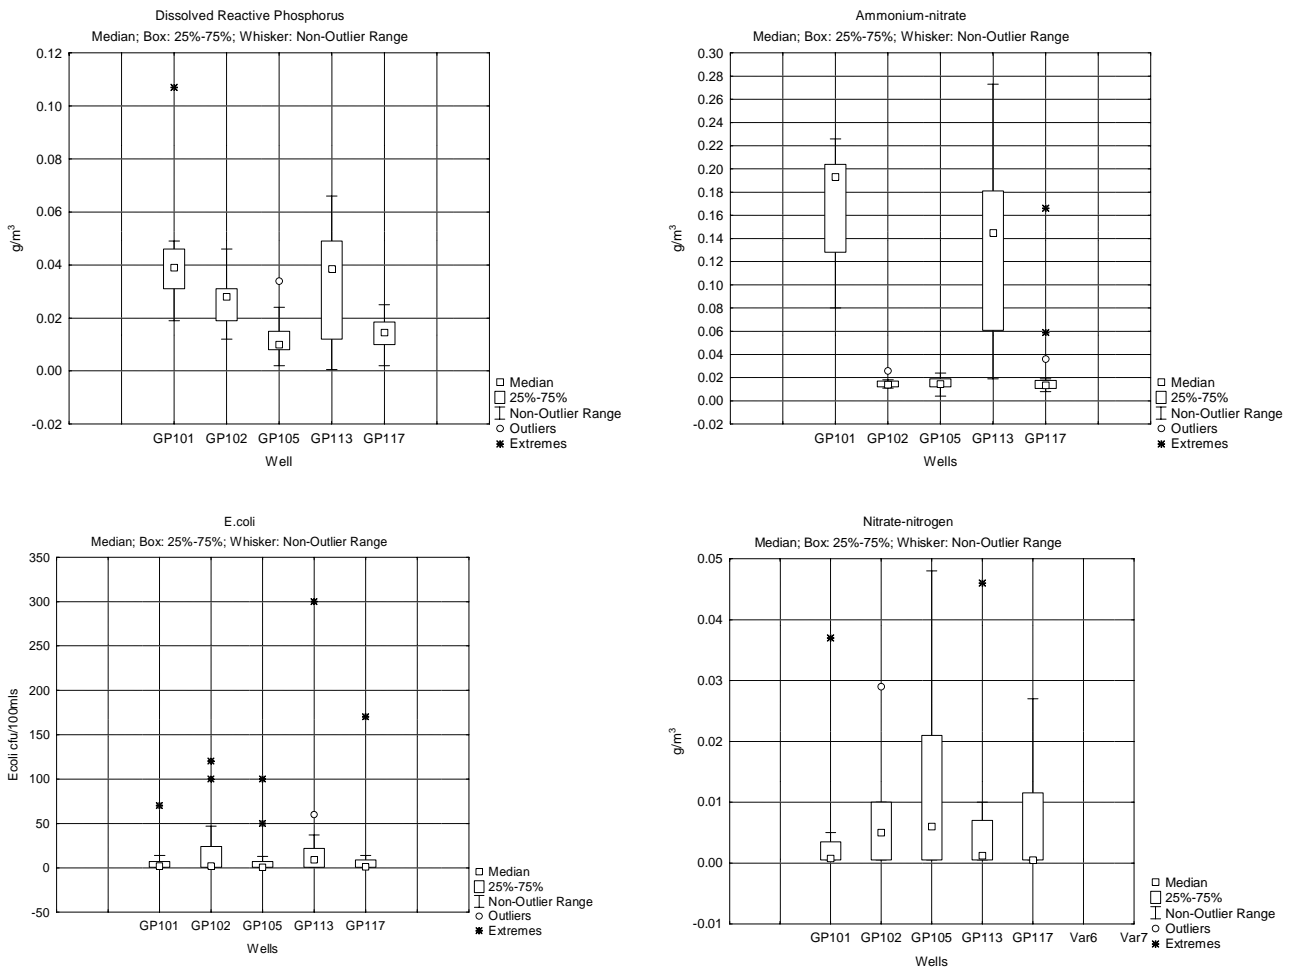 Dissolved Reactive Phosphorus
Median; Box: 25%-75%; Whisker: Non-Outlier Range
0.12
0.10
0.08
0.06
0.04
0.02
0.00
-0.02
g/m³
GP101 GP102 GP105 GP113 GP117
Well
Median
25%-75%
Non-Outlier Range
Outliers
Extremes
Ammonium-nitrate
Median; Box: 25%-75%; Whisker: Non-Outlier Range
0.30
0.28
0.26
0.24
0.22
0.20
0.18
0.16
0.14
0.12
0.10
0.08
0.06
0.04
0.02
0.00
-0.02
g/m³
GP101 GP102 GP105 GP113 GP117
Wells
Median
25%-75%
Non-Outlier Range
Outliers
Extremes
E.coli
Median; Box: 25%-75%; Whisker: Non-Outlier Range
350
300
250
200
150
100
50
0
-50
Ecoli cfu/100mls
GP101 GP102 GP105 GP113 GP117
Wells
Median
25%-75%
Non-Outlier Range
Outliers
Extremes
Nitrate-nitrogen
Median; Box: 25%-75%; Whisker: Non-Outlier Range
0.05
0.04
0.03
0.02
0.01
0.00
-0.01
g/m³
GP101 GP102 GP105 GP113 GP117 Var6 Var7
Wells
Median
25%-75%
Non-Outlier Range
Outliers
Extremes